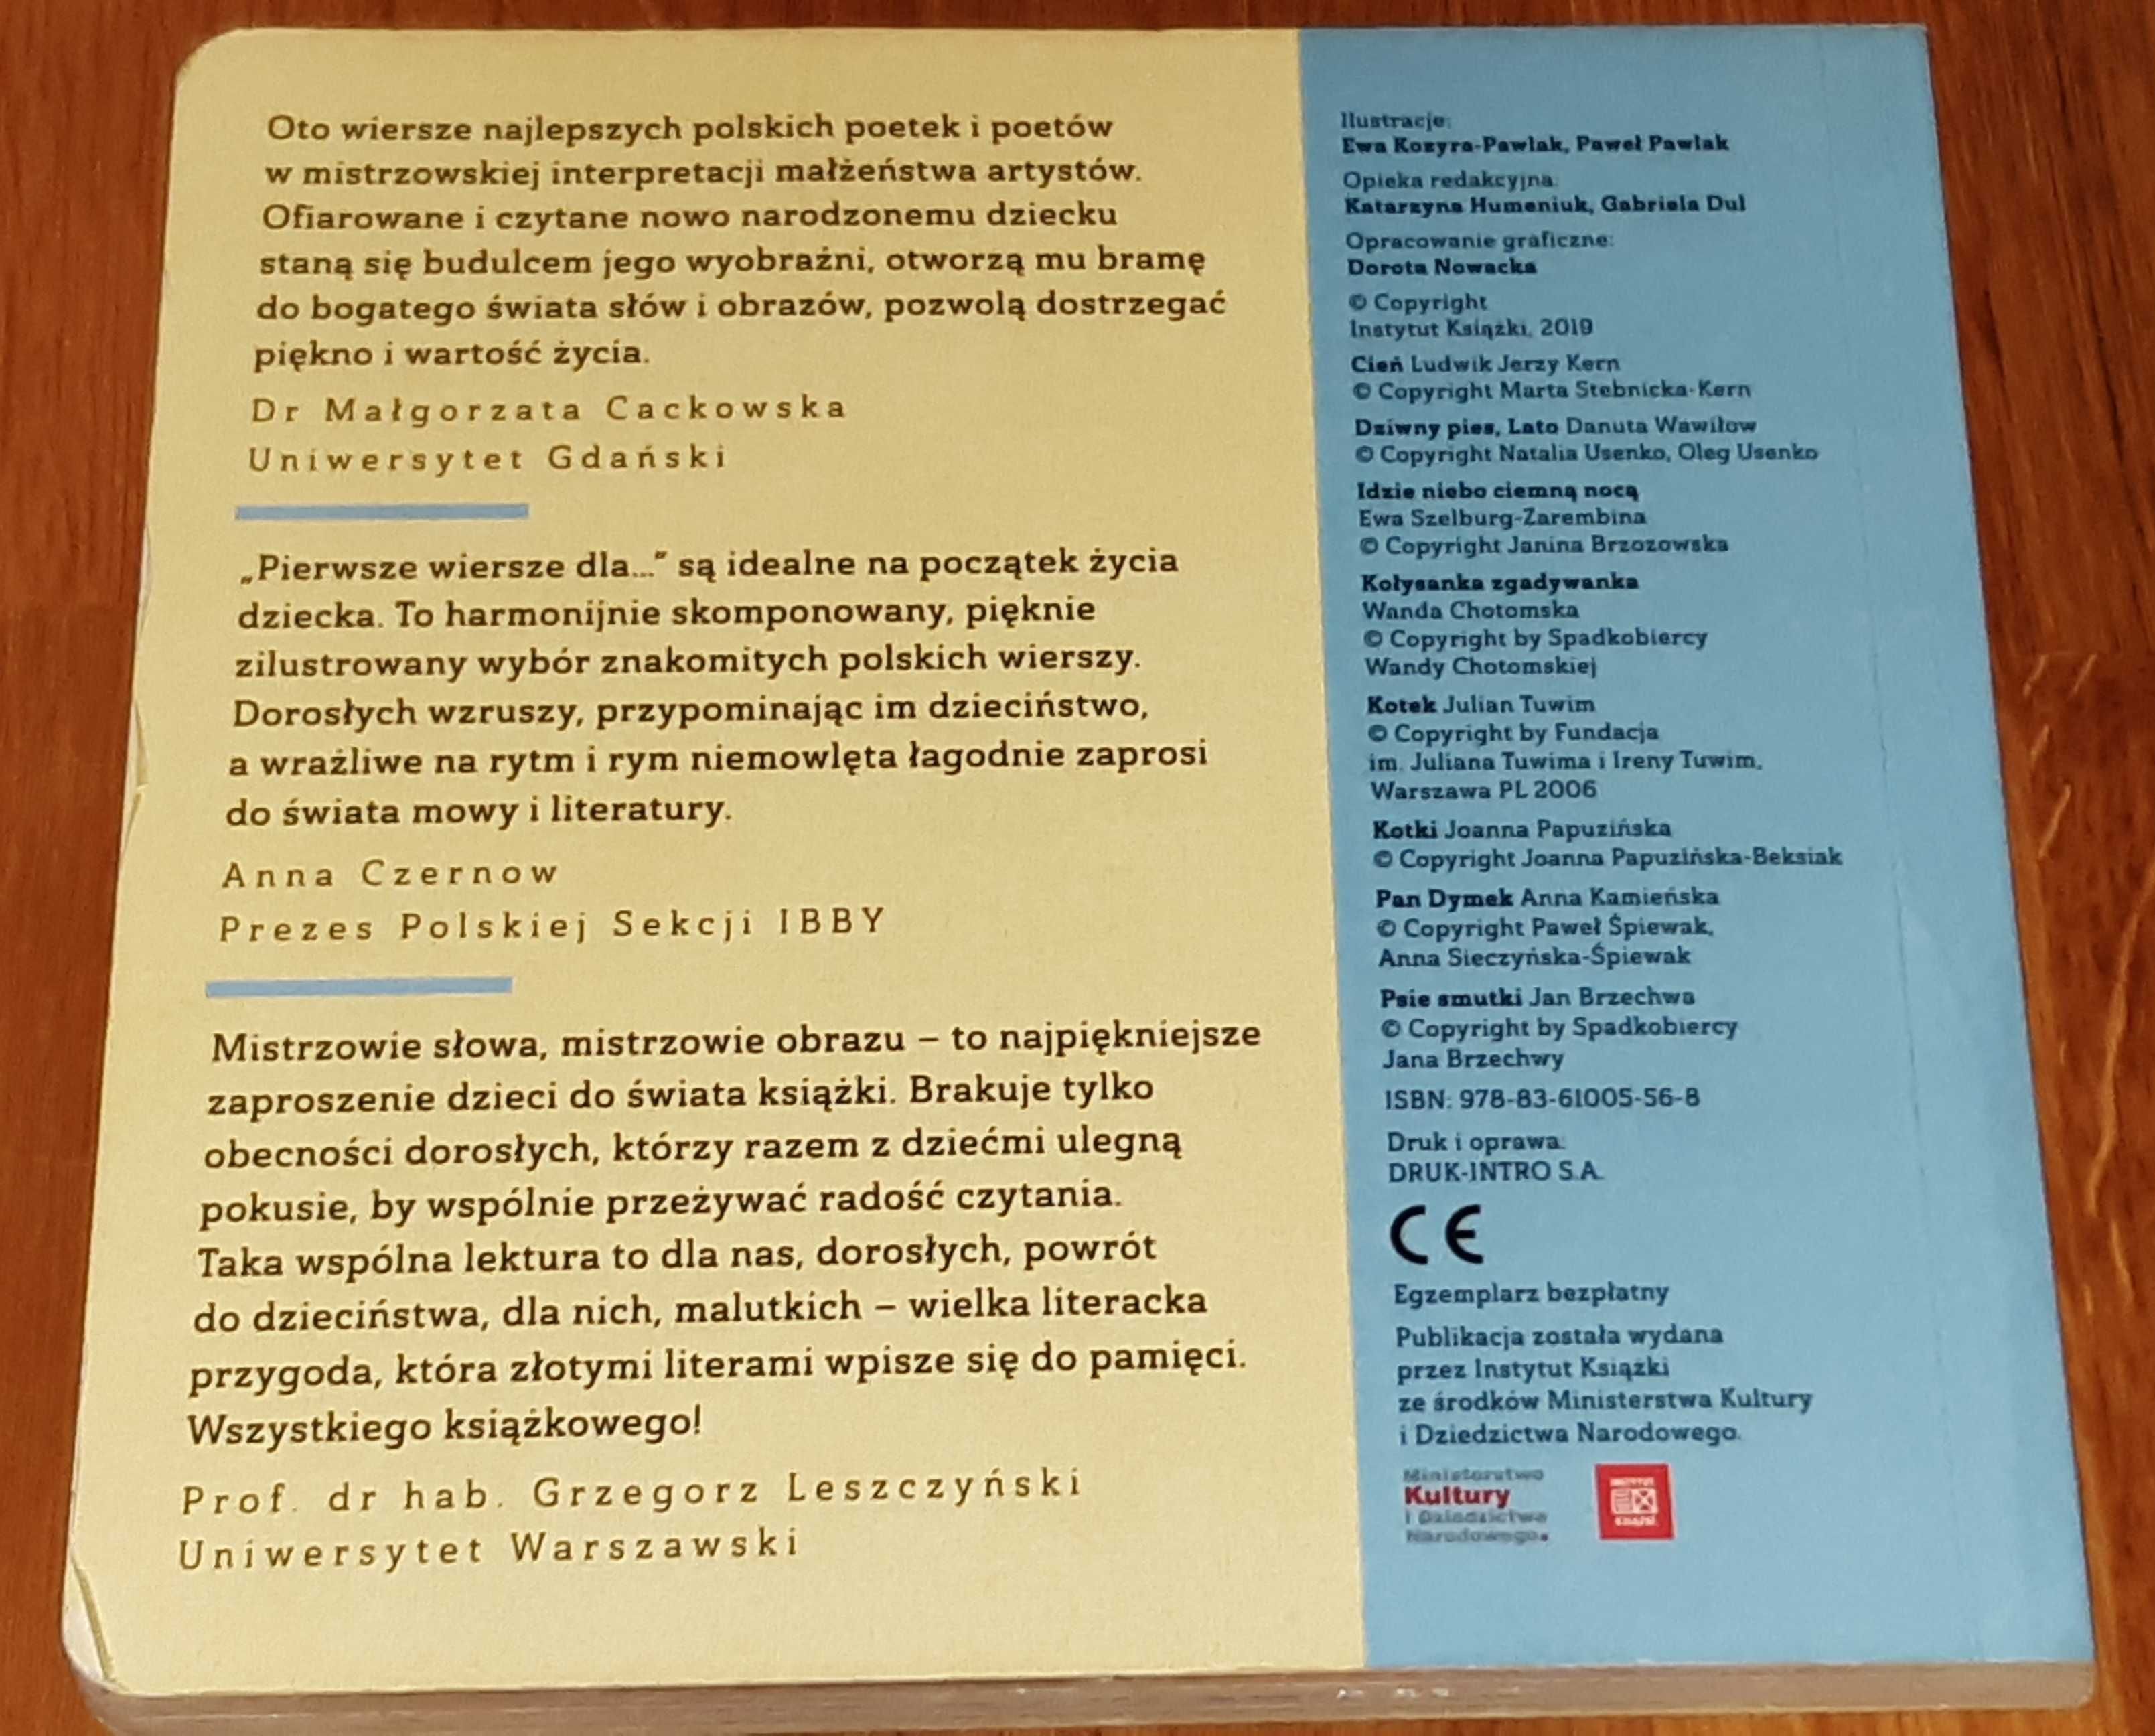 Oto wiersze najlepszych polskich poetek i poetów
w mistrzowskiej interpretacji małżeństwa artystów.
Ofiarowane i czytane nowo narodzonemu dziecku
staną się budulcem jego wyobraźni, otworzą mu bramę
do bogatego świata słów i obrazów, pozwolą dostrzegać
piękno i wartość życia.
Dr Małgorzata Cackowska
Uniwersytet Gdański
„Pierwsze wiersze dla...” są idealne na początek życia
dziecka. To harmonijnie skomponowany, pięknie
zilustrowany wybór znakomitych polskich wierszy.
Dorosłych wzruszy, przypominając im dzieciństwo,
a wrażliwe na rytm i rym niemowlęta łagodnie zaprosi
do świata mowy i literatury.
Anna Czernow
Prezes Polskiej Sekcji IBBY
Mistrzowie słowa, mistrzowie obrazu – to najpiękniejsze
zaproszenie dzieci do świata książki. Brakuje tylko
obecności dorosłych, którzy razem z dziećmi ulegną
pokusie, by wspólnie przeżywać radość czytania.
Taka wspólna lektura to dla nas, dorosłych, powrót
do dzieciństwa, dla nich, malutkich – wielka literacka
przygoda, która złotymi literami wpisze się do pamięci.
Wszystkiego książkowego!
Prof. dr hab. Grzegorz Leszczyński
Uniwersytet Warszawski
Ilustracje:
Ewa Kozyra-Pawlak, Paweł Pawlak
Opieka redakcyjna:
Katarzyna Humeniuk, Gabriela Dul
Opracowanie graficzne:
Dorota Nowacka
© Copyright
Instytut Książki, 2019
Cień Ludwik Jerzy Kern
© Copyright Marta Stebnicka-Kern
Dziwny pies, Lato Danuta Wawiłow
© Copyright Natalia Usenko, Oleg Usenko
Idzie niebo ciemną nocą
Ewa Szelburg-Zarembina
© Copyright Janina Brzozowska
Kołysanka zgadywanka
Wanda Chotomska
© Copyright by Spadkobiercy
Wandy Chotomskiej
Kotek Julian Tuwim
© Copyright by Fundacja
im. Juliana Tuwima i Ireny Tuwim,
Warszawa PL 2006
Kotki Joanna Papuzińska
© Copyright Joanna Papuzińska-Beksiak
Pan Dymek Anna Kamieńska
© Copyright Paweł Śpiewak,
Anna Sieczyńska-Śpiewak
Psie smutki Jan Brzechwa
© Copyright by Spadkobiercy
Jana Brzechwy
ISBN: 978-83-61005-56-8
Druk i oprawa:
DRUK-INTRO S.A.
CE
Egzemplarz bezpłatny
Publikacja została wydana
przez Instytut Książki
ze środków Ministerstwa Kultury
i Dziedzictwa Narodowego.
Ministerstwo
Kultury
i Dziedzictwa
Narodowego.
INSTYTUT
KSIĄŻKI